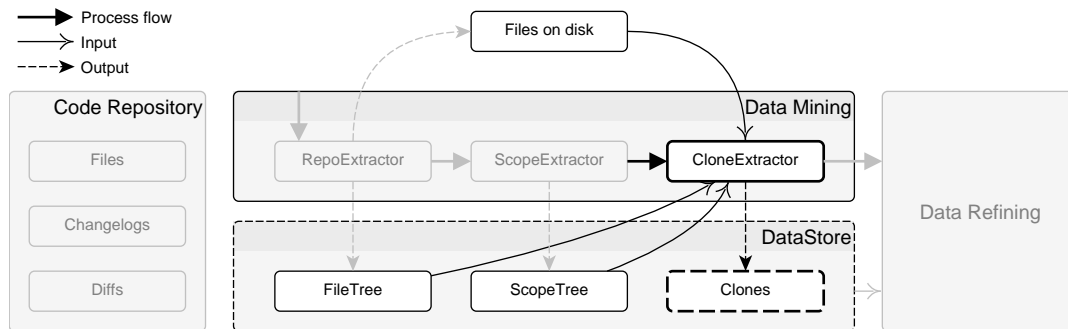 Process flow
Input
Output
Files on disk
Code Repository
Files
Changelogs
Diffs
Data Mining
RepoExtractor
ScopeExtractor
CloneExtractor
DataStore
FileTree
ScopeTree
Clones
Data Refining